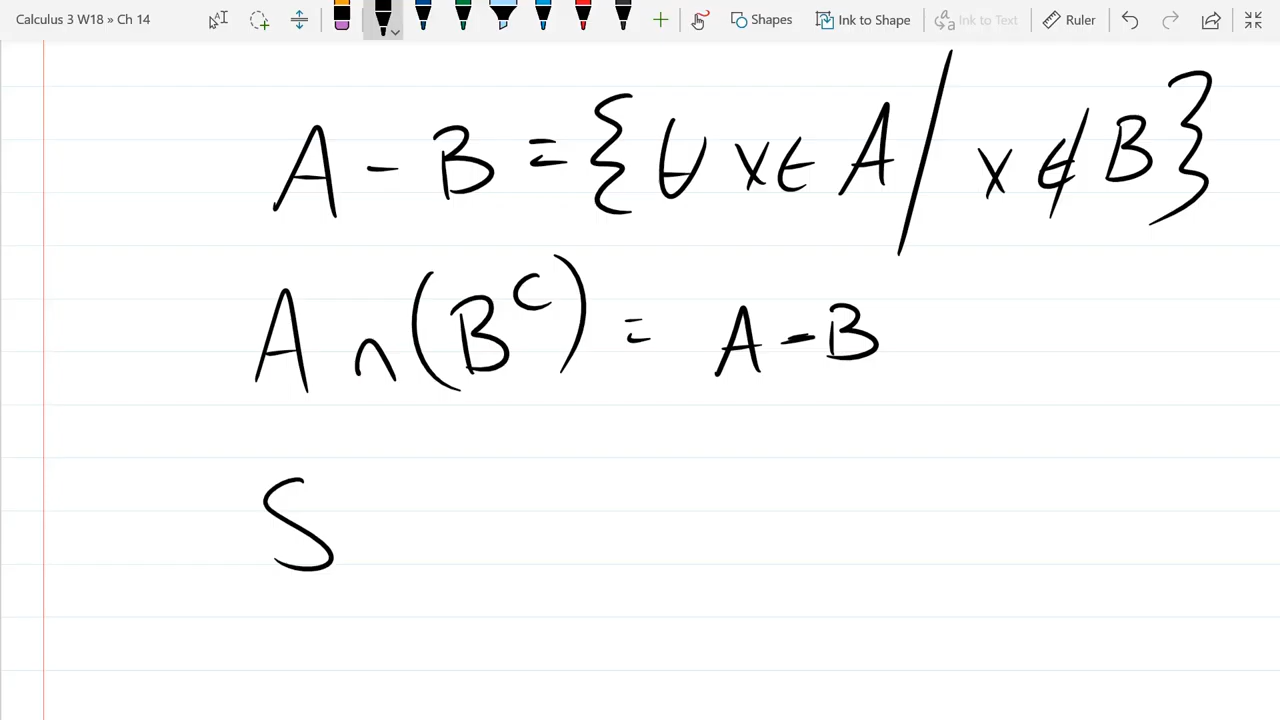 Calculus 3 W18 » Ch 14 Shapes Ink to Shape Ink to Text Ruler
A - B = {∀ x ∈ A / x ∉ B}
A ∩ (B^C) = A - B
S